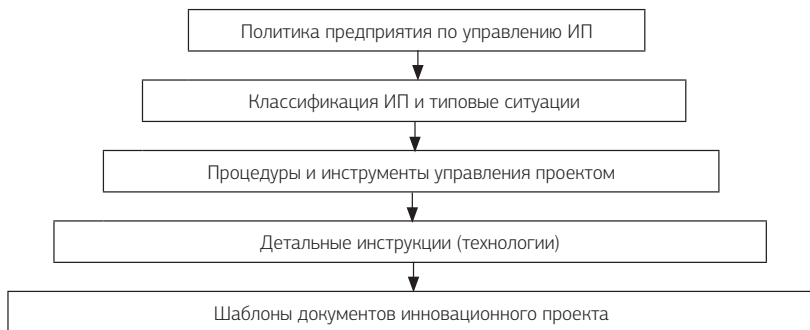 Политика предприятия по управлению ИП
Классификация ИП и типовые ситуации
Процедуры и инструменты управления проектом
Детальные инструкции (технологии)
Шаблоны документов инновационного проекта